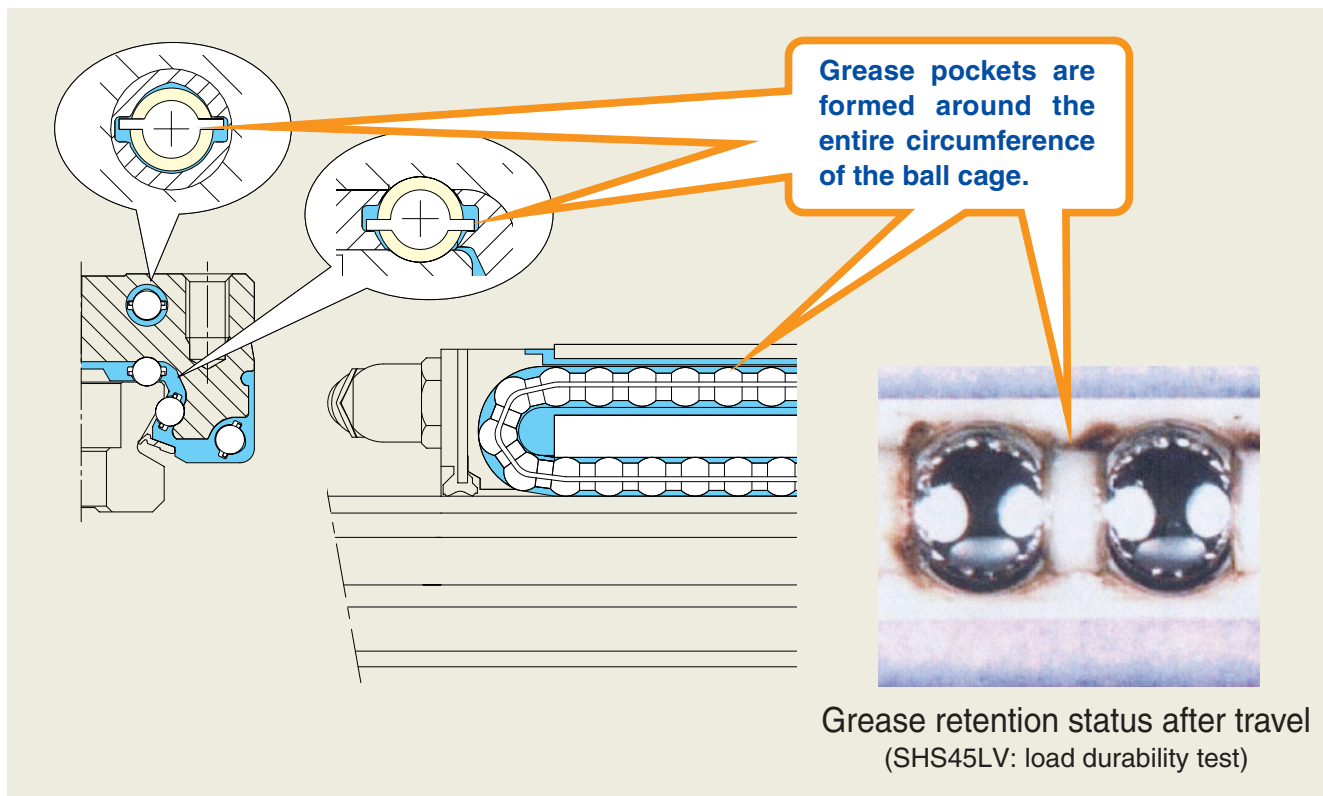 Grease pockets are
formed around the
entire circumference
of the ball cage.
Grease retention status after travel
(SHS45LV: load durability test)